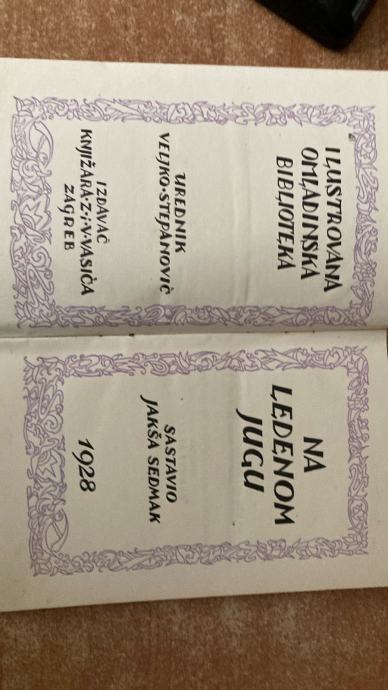 ILUSTROVANA
OMLADINSKA
BIBLIOTEKA
UREDNIK
VELJKO·STEPANOVIĆ
IZDAVAČ
KNJIŽARA·Z·I·V·VASIĆA
ZAGREB
NA
LEDENOM
JUGU
SASTAVIO
JAKŠA SEDMAK
1928